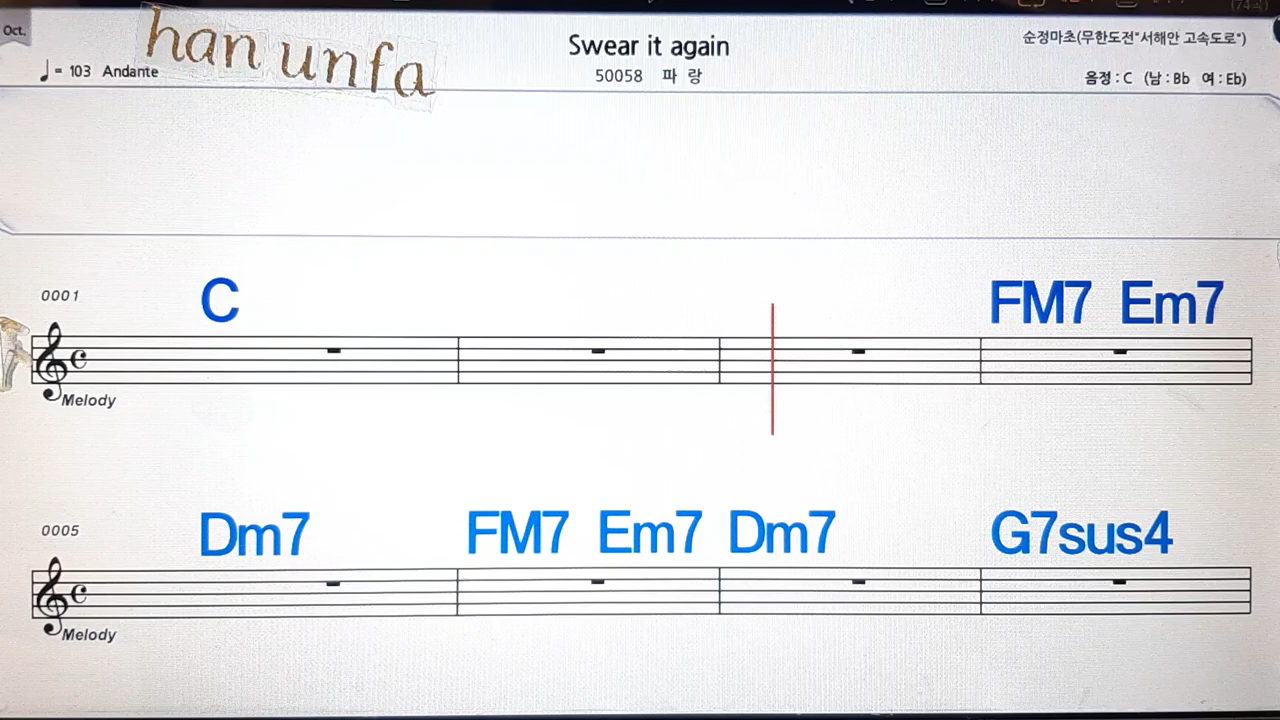 Oct.
han unfa
Swear it again
순정마초(무한도전"서해안 고속도로")
♩= 103 Andante
50058 파 랑
음정 : C (남 : Bb 여 : Eb)
0001
C FM7 Em7
Melody
0005
Dm7 FM7 Em7 Dm7 G7sus4
Melody